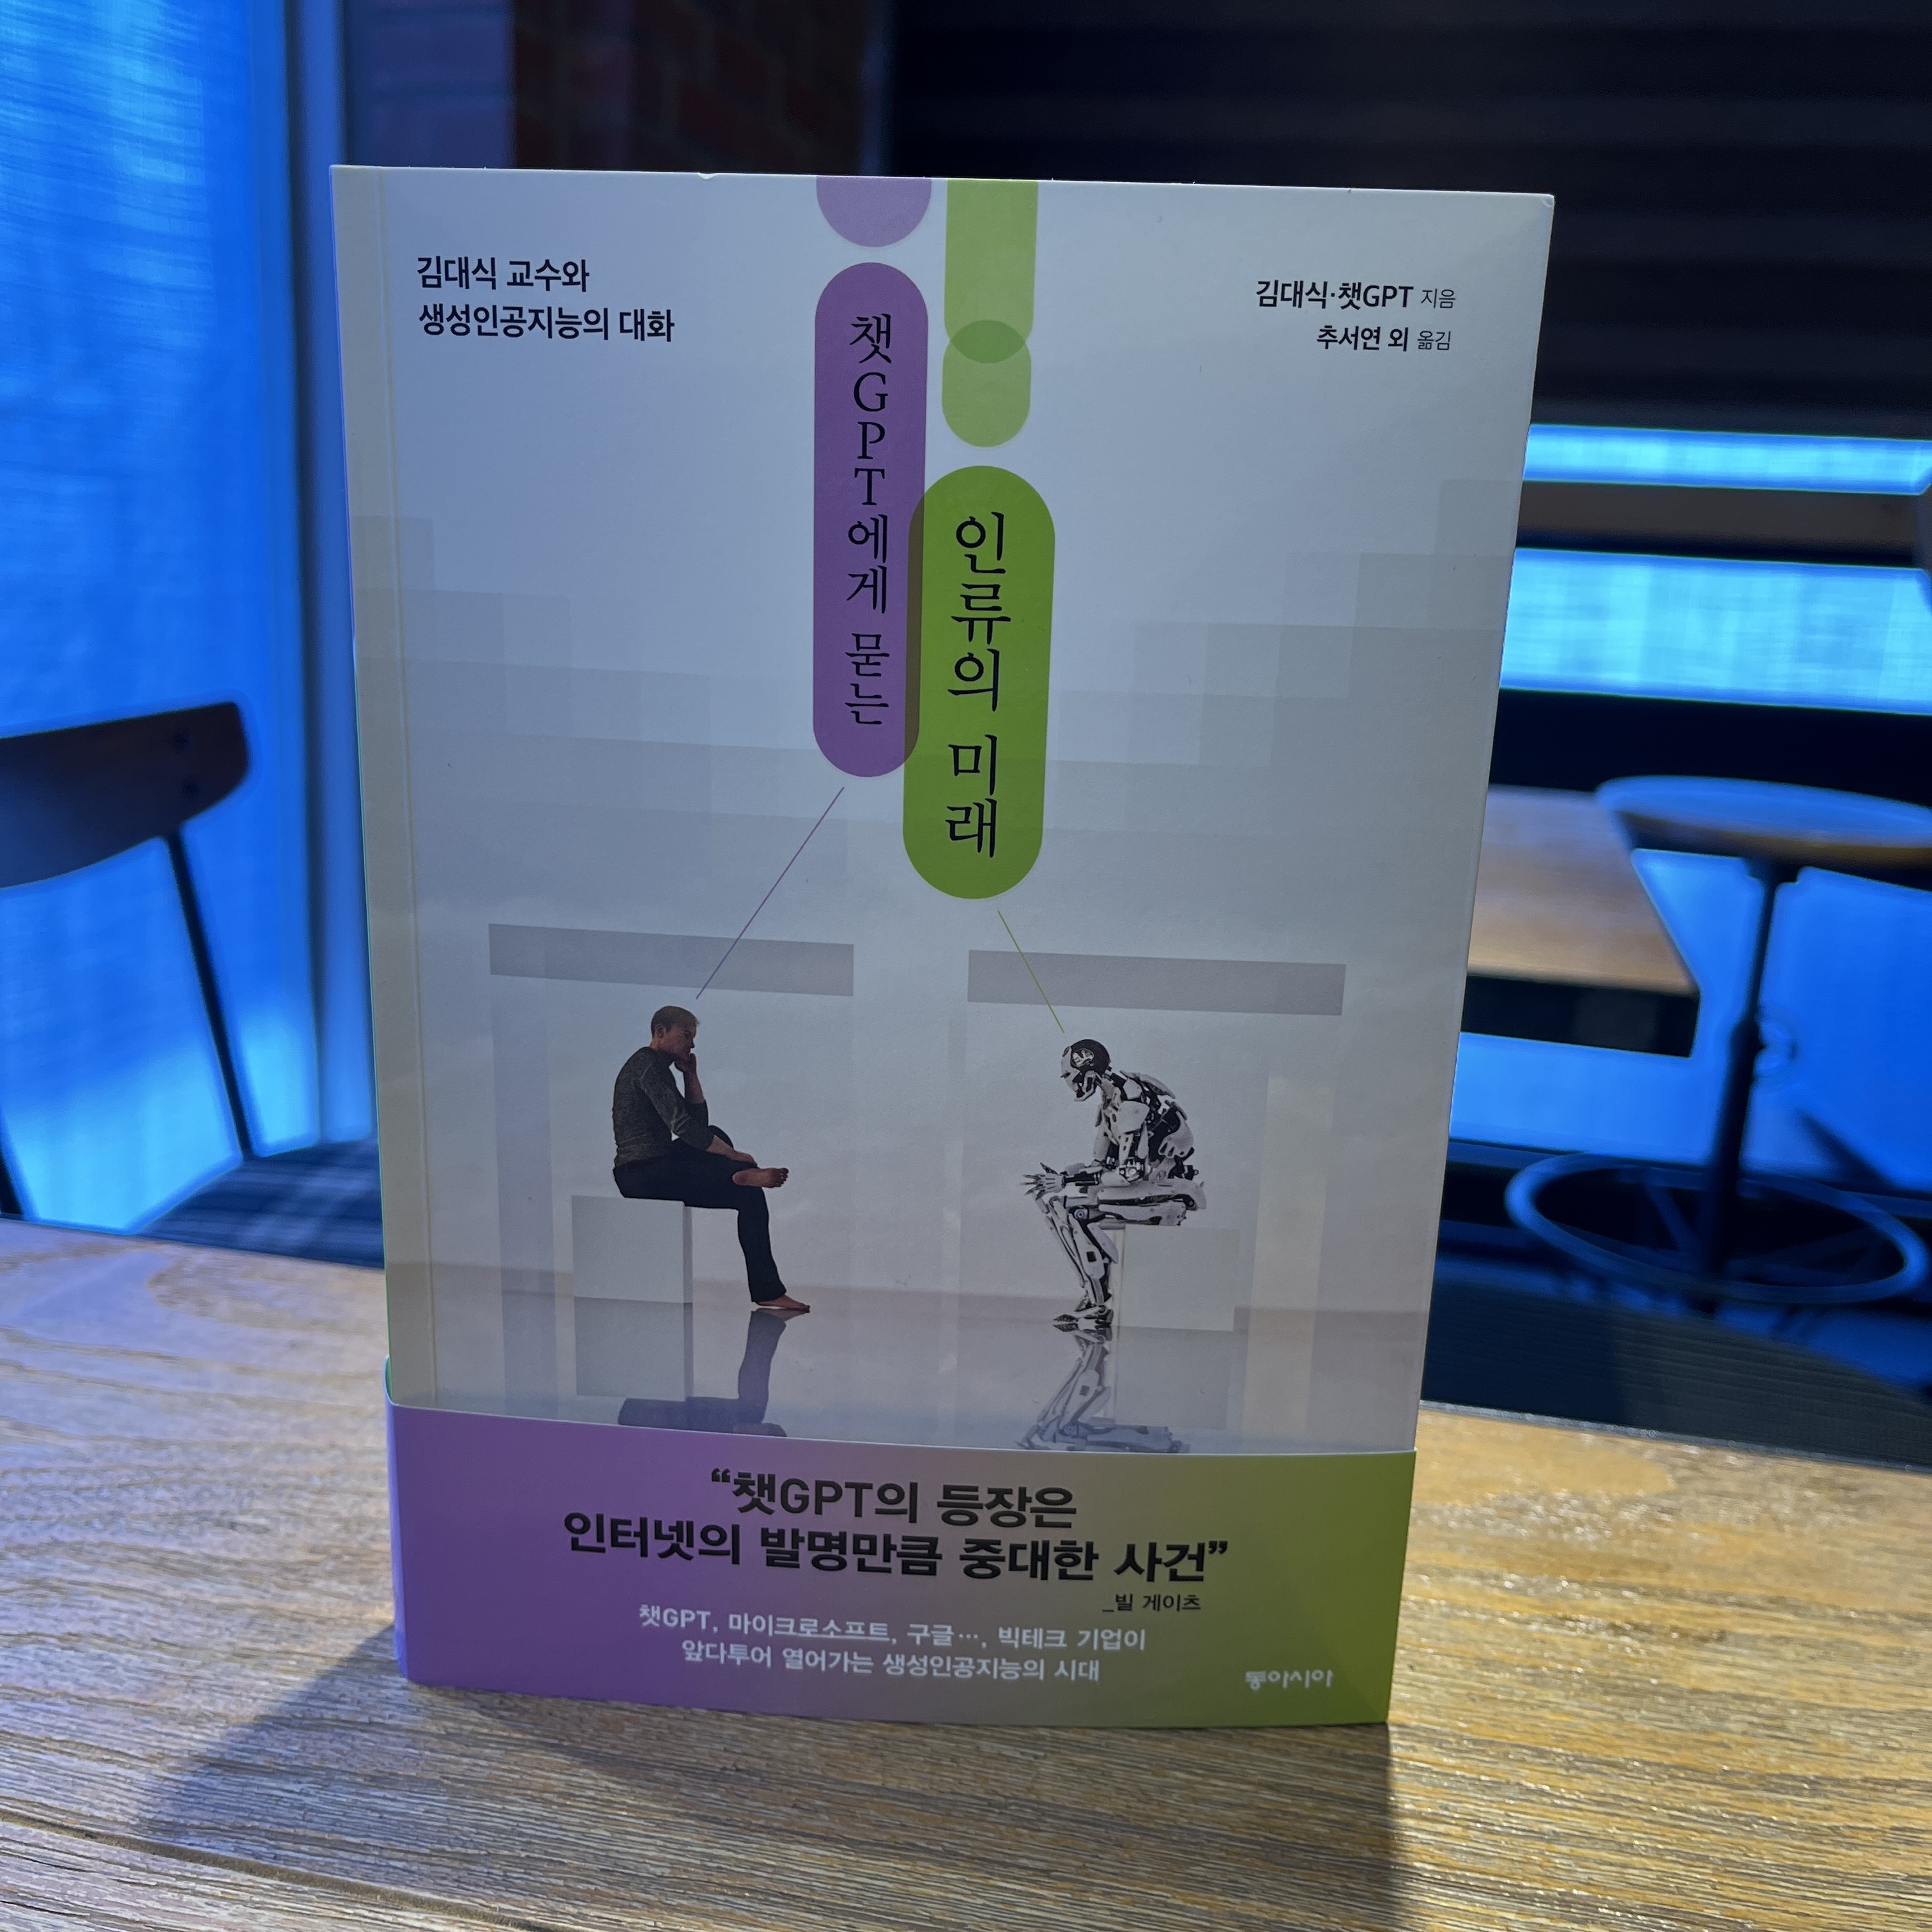 김대식 교수와
생성인공지능의 대화
김대식·챗GPT 지음
추서연 외 옮김
챗GPT에게 묻는
인류의 미래
“챗GPT의 등장은
인터넷의 발명만큼 중대한 사건”
_빌 게이츠
챗GPT, 마이크로소프트, 구글…, 빅테크 기업이
앞다투어 열어가는 생성인공지능의 시대
동아시아